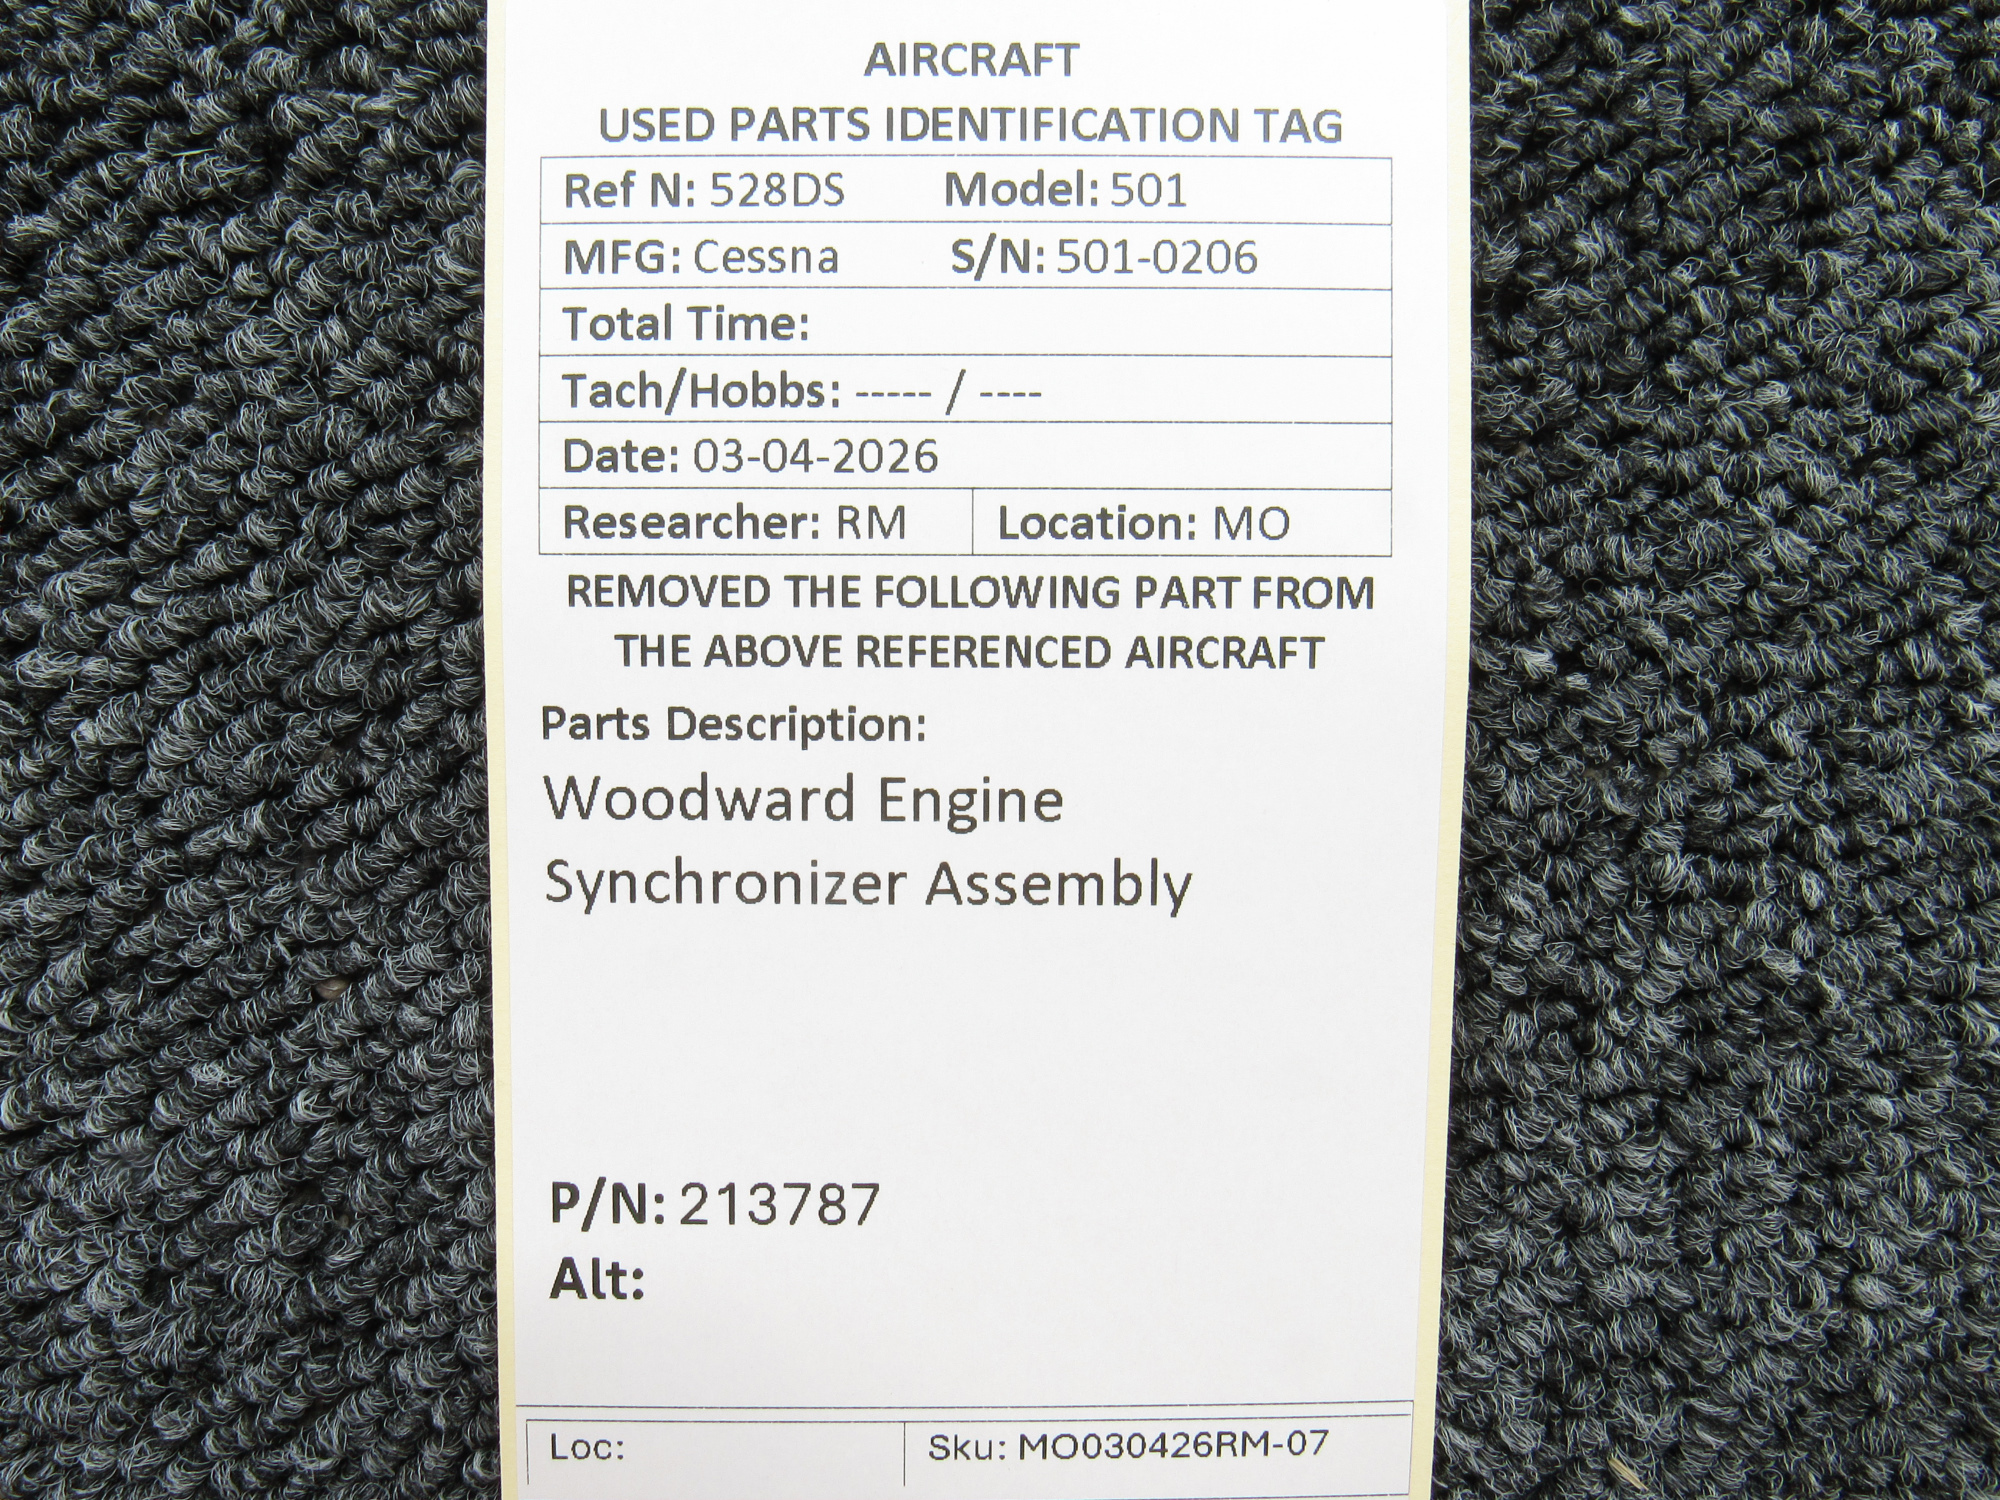 AIRCRAFT
USED PARTS IDENTIFICATION TAG
Ref N: 528DS Model: 501
MFG: Cessna S/N: 501-0206
Total Time:
Tach/Hobbs: ----- / ----
Date: 03-04-2026
Researcher: RM Location: MO
REMOVED THE FOLLOWING PART FROM
THE ABOVE REFERENCED AIRCRAFT
Parts Description:
Woodward Engine
Synchronizer Assembly
P/N: 213787
Alt:
Loc: Sku: MO030426RM-07